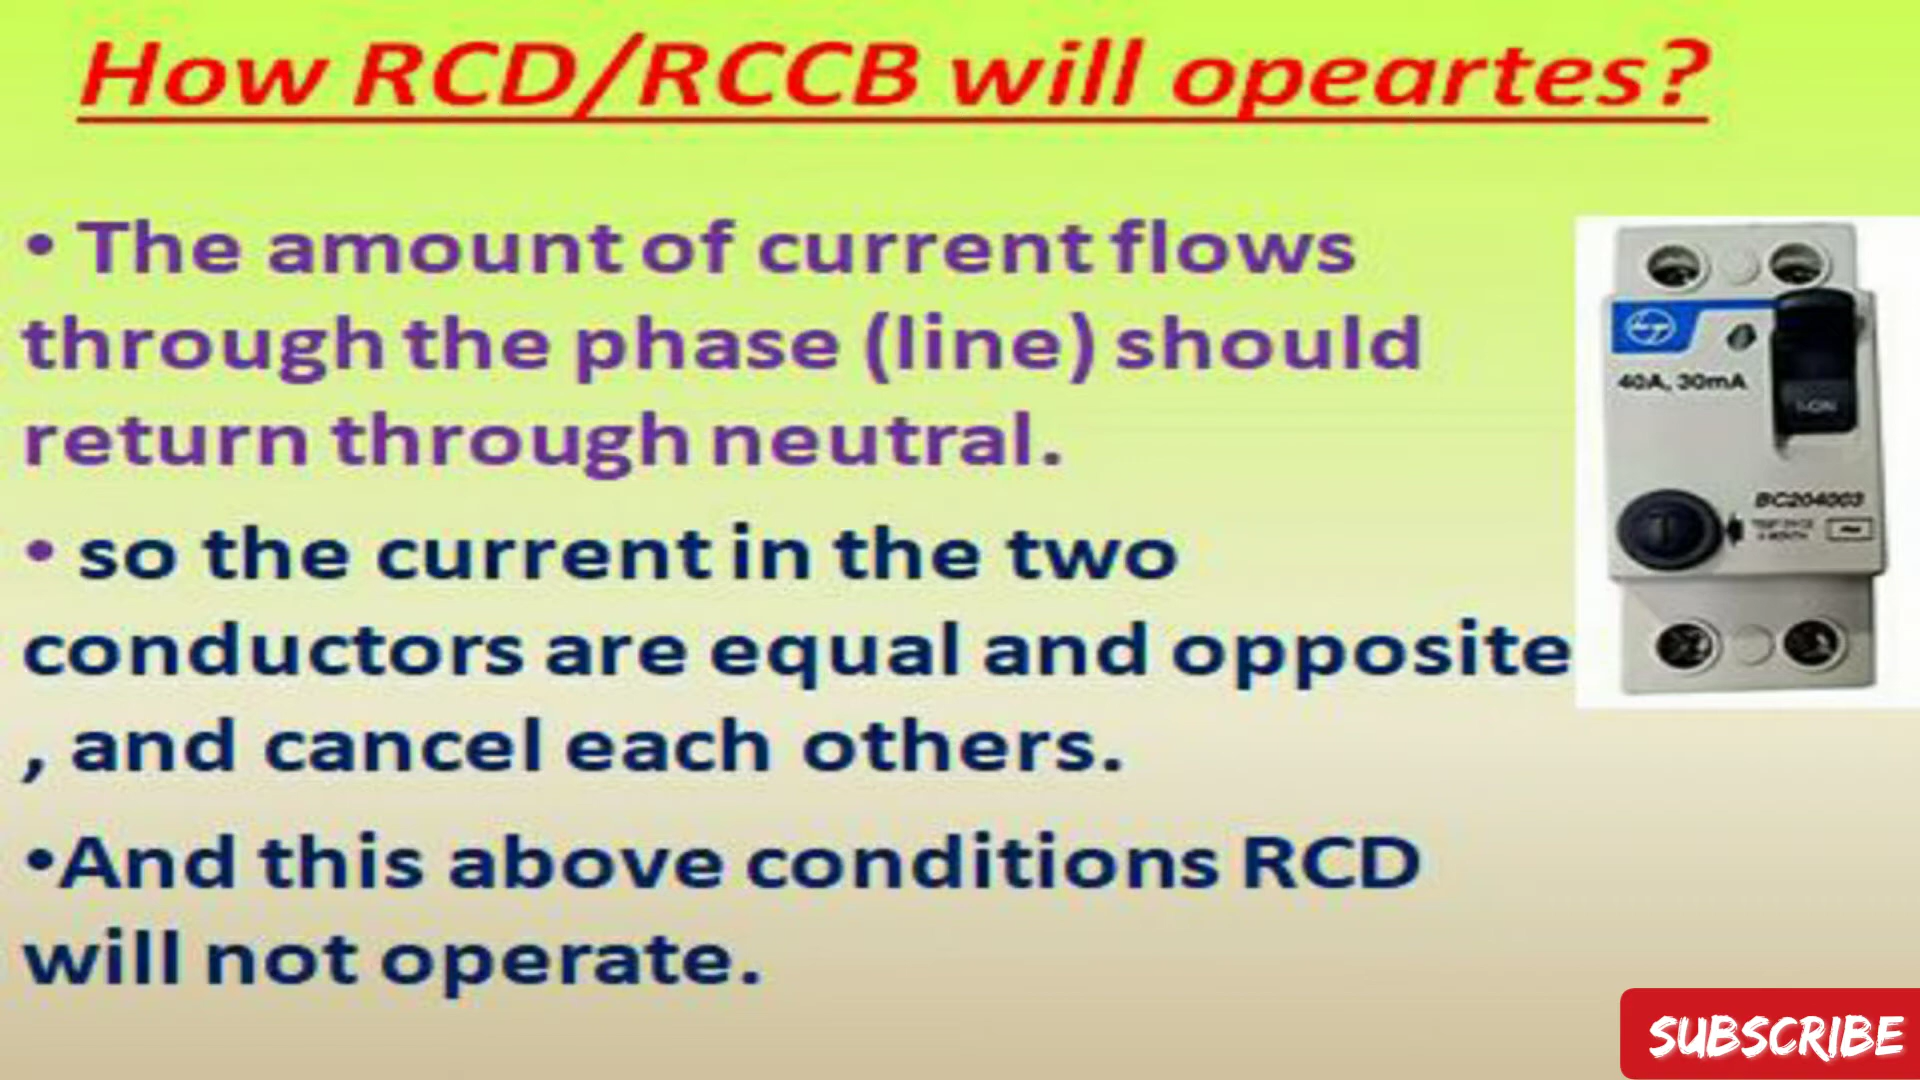 How RCD/RCCB will opeartes?
• The amount of current flows
through the phase (line) should
return through neutral.
• so the current in the two
conductors are equal and opposite
, and cancel each others.
•And this above conditions RCD
will not operate.
40A, 30mA
I-ON
BC204003
SUBSCRIBE